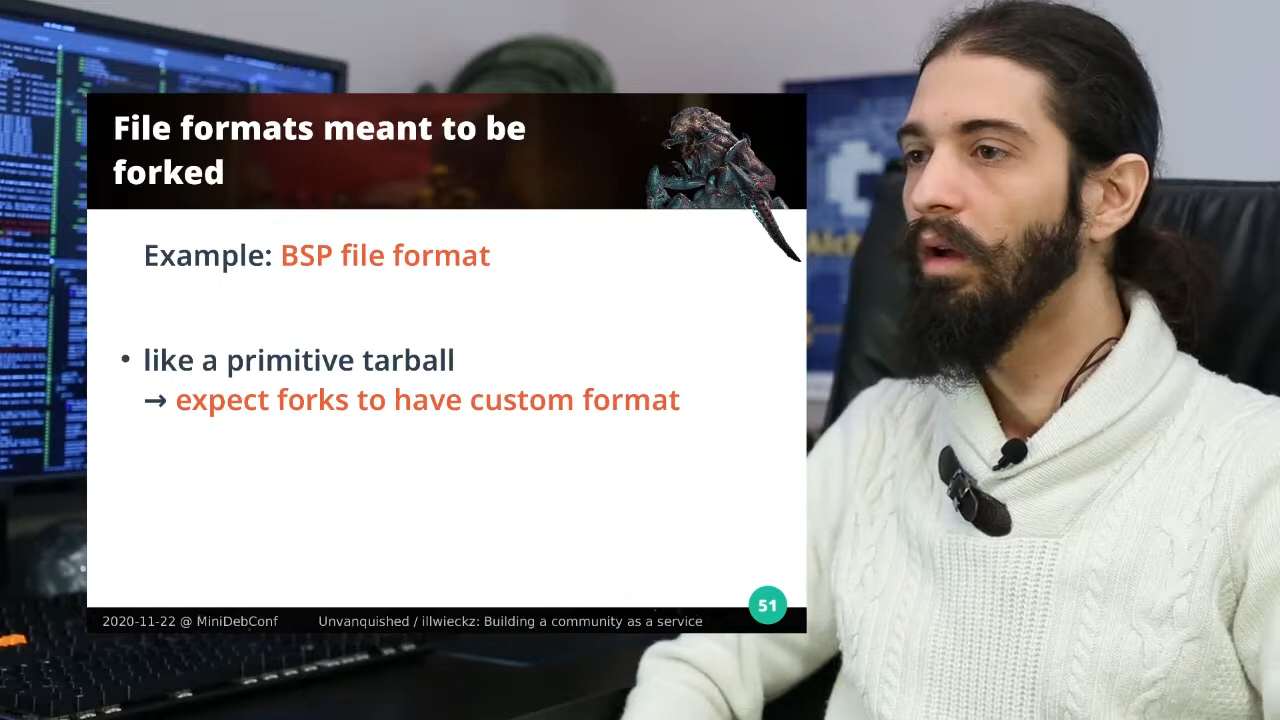 File formats meant to be
forked
Example: BSP file format
• like a primitive tarball
→ expect forks to have custom format
51
2020-11-22 @ MiniDebConf
Unvanquished / illwieckz: Building a community as a service